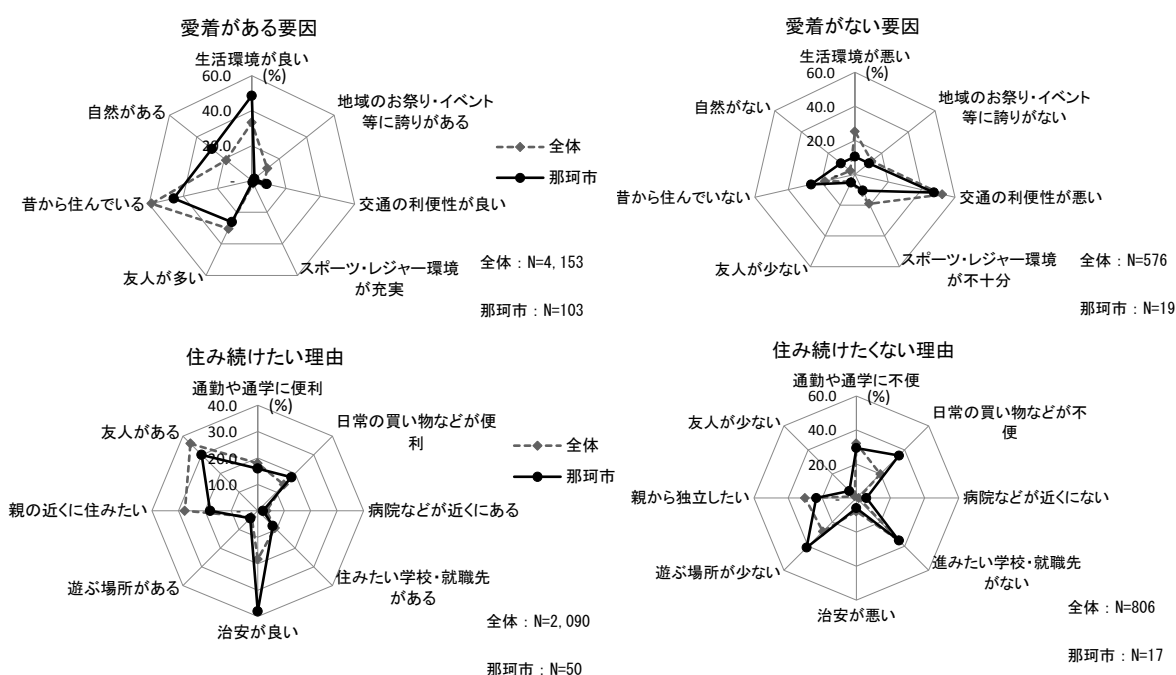 愛着がある要因
生活環境が良い
(%)
60.0
40.0
20.0
-
地域のお祭り・イベント
等に誇りがある
交通の利便性が良い
スポーツ・レジャー環境
が充実
友人が多い
昔から住んでいる
自然がある
全体
那珂市
全体：N=4,153
那珂市：N=103
愛着がない要因
生活環境が悪い
(%)
60.0
40.0
20.0
地域のお祭り・イベント
等に誇りがない
交通の利便性が悪い
スポーツ・レジャー環境
が不十分
友人が少ない
昔から住んでいない
自然がない
全体：N=576
那珂市：N=19
住み続けたい理由
通勤や通学に便利
(%)
40.0
30.0
20.0
10.0
日常の買い物などが便
利
病院などが近くにある
住みたい学校・就職先
がある
治安が良い
遊ぶ場所がある
親の近くに住みたい
友人がある
全体
那珂市
全体：N=2,090
那珂市：N=50
住み続けたくない理由
通勤や通学に不便
(%)
60.0
40.0
20.0
日常の買い物などが不
便
病院などが近くにない
進みたい学校・就職先
がない
治安が悪い
遊ぶ場所が少ない
親から独立したい
友人が少ない
全体：N=806
那珂市：N=17